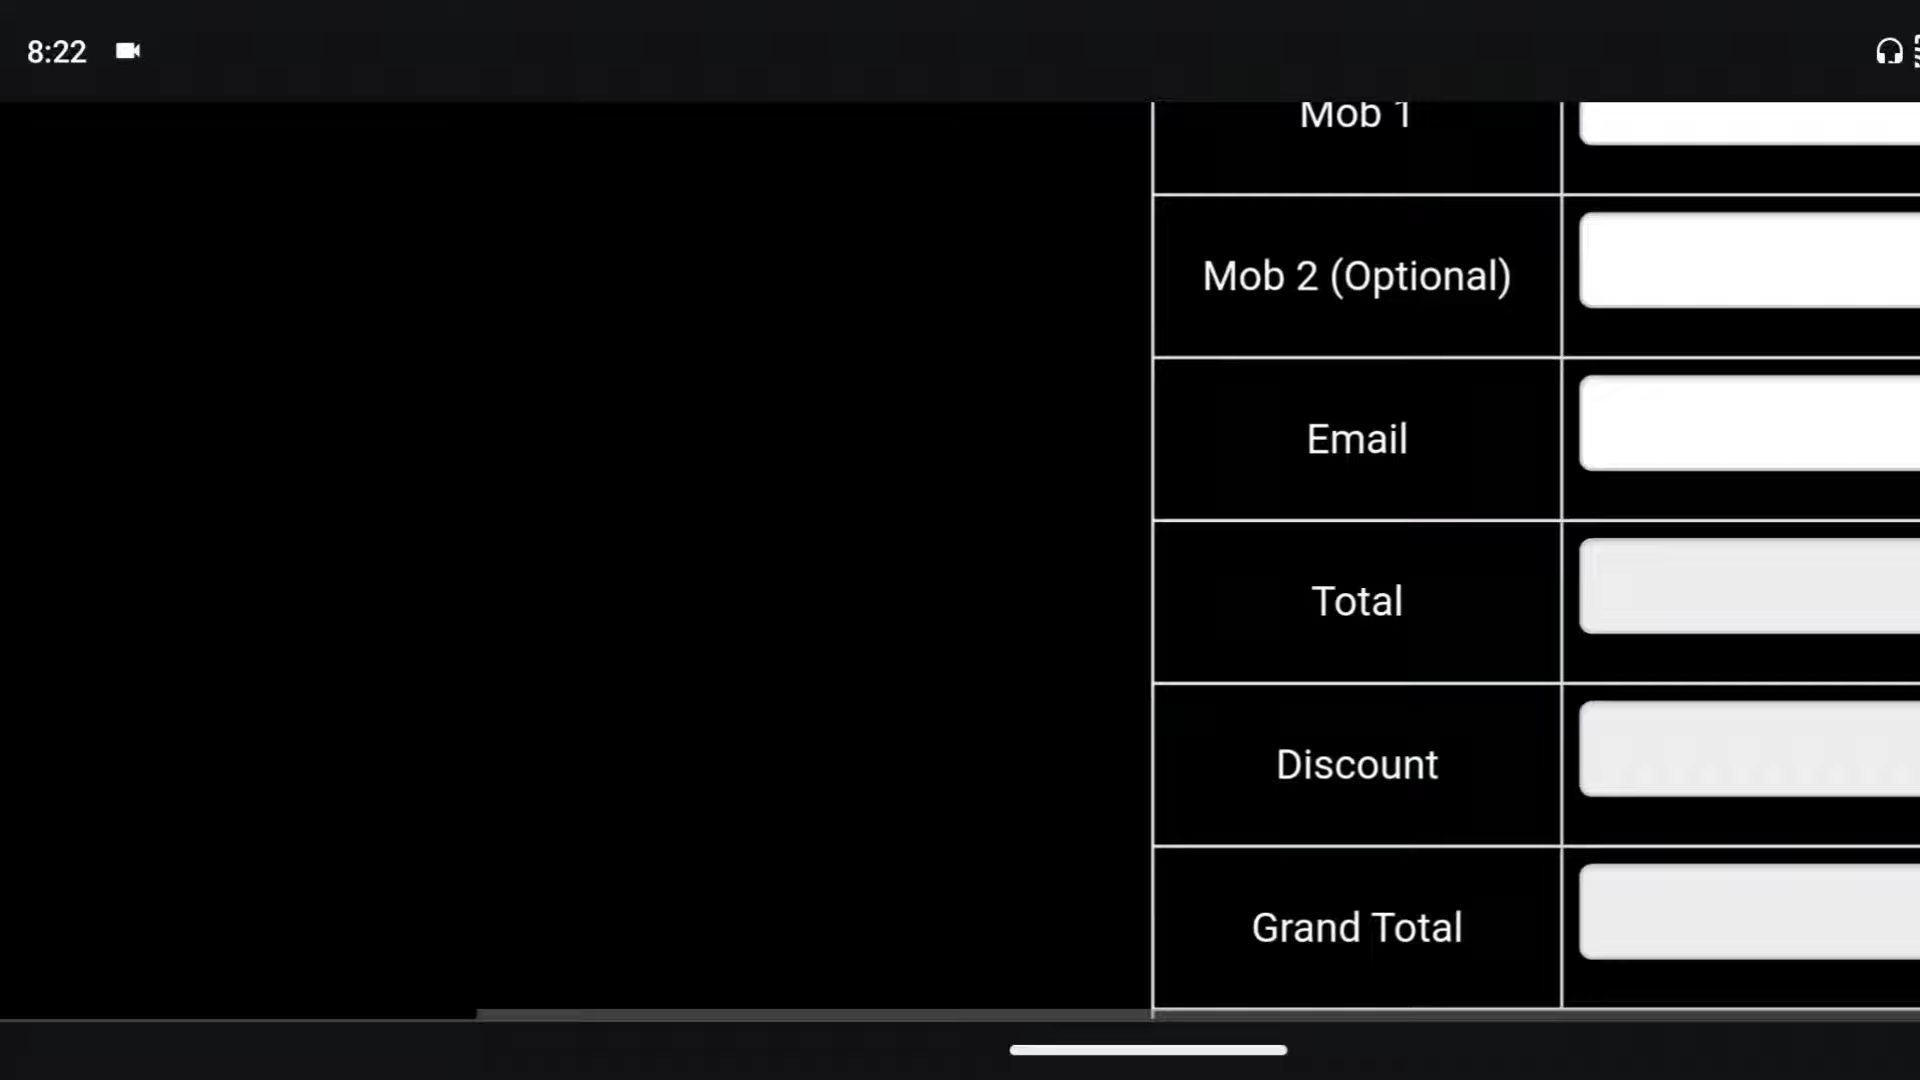 8:22
Mob 1
Mob 2 (Optional)
Email
Total
Discount
Grand Total